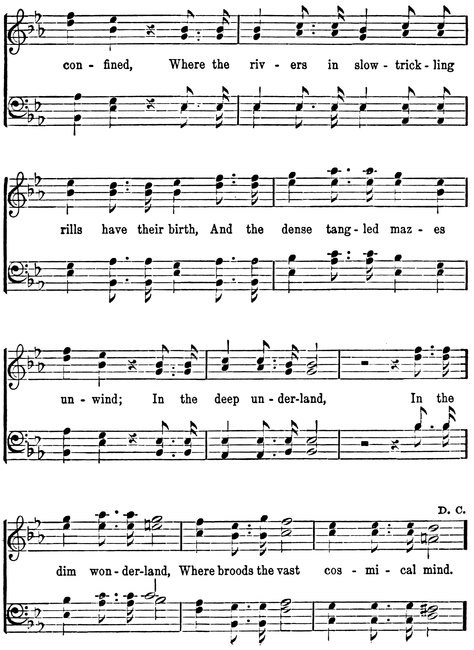 con - fined, Where the riv - ers in slow-trick - ling
rills have their birth, And the dense tang-led maz - es
un - wind; In the deep un-der-land, In the
D. C.
dim won-der-land, Where broods the vast cos - mi - cal mind.